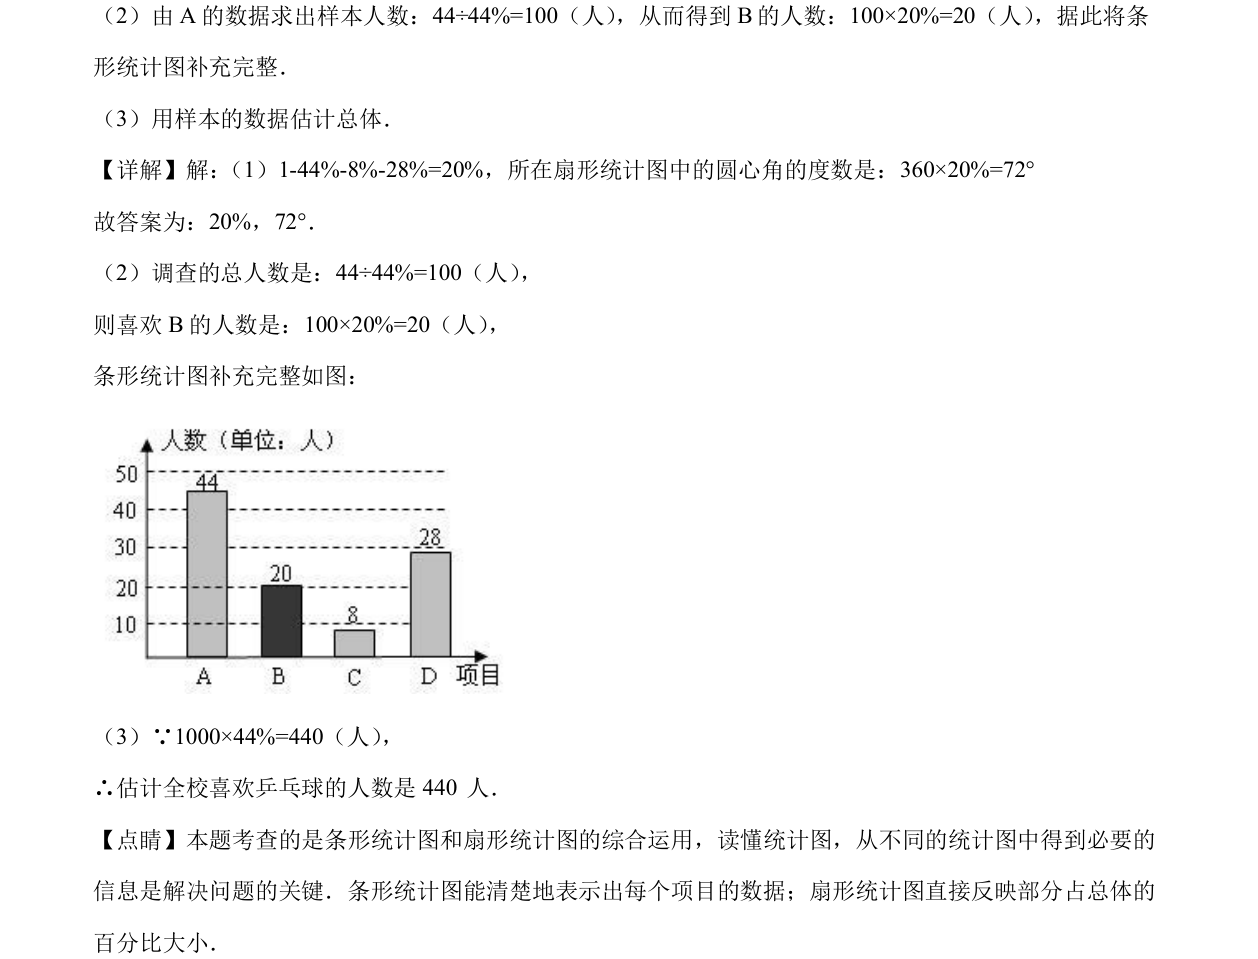 （2）由 A 的数据求出样本人数：44÷44%=100（人），从而得到 B 的人数：100×20%=20（人），据此将条
形统计图补充完整．
（3）用样本的数据估计总体．
【详解】解：（1）1-44%-8%-28%=20%，所在扇形统计图中的圆心角的度数是：360×20%=72°
故答案为：20%，72°．
（2）调查的总人数是：44÷44%=100（人），
则喜欢 B 的人数是：100×20%=20（人），
条形统计图补充完整如图：
人数（单位：人）
50
44
40
30
28
20
20
10
8
A B C D 项目
（3）∵1000×44%=440（人），
∴估计全校喜欢乒乓球的人数是 440 人．
【点睛】本题考查的是条形统计图和扇形统计图的综合运用，读懂统计图，从不同的统计图中得到必要的
信息是解决问题的关键．条形统计图能清楚地表示出每个项目的数据；扇形统计图直接反映部分占总体的
百分比大小．